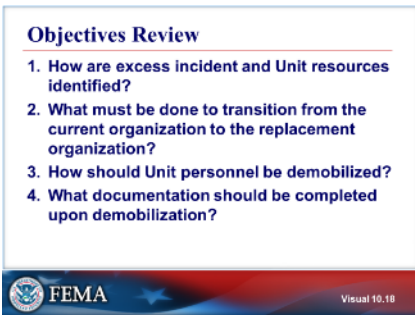 Objectives Review
1. How are excess incident and Unit resources
identified?
2. What must be done to transition from the
current organization to the replacement
organization?
3. How should Unit personnel be demobilized?
4. What documentation should be completed
upon demobilization?
FEMA
Visual 10.18